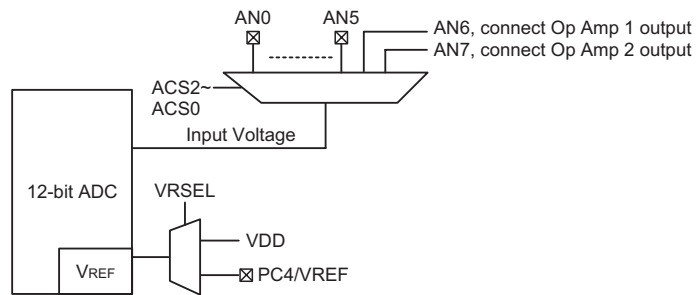 AN0 AN5
AN6, connect Op Amp 1 output
AN7, connect Op Amp 2 output
ACS2~
ACS0
Input Voltage
12-bit ADC
VRSEL
VDD
VREF
PC4/VREF